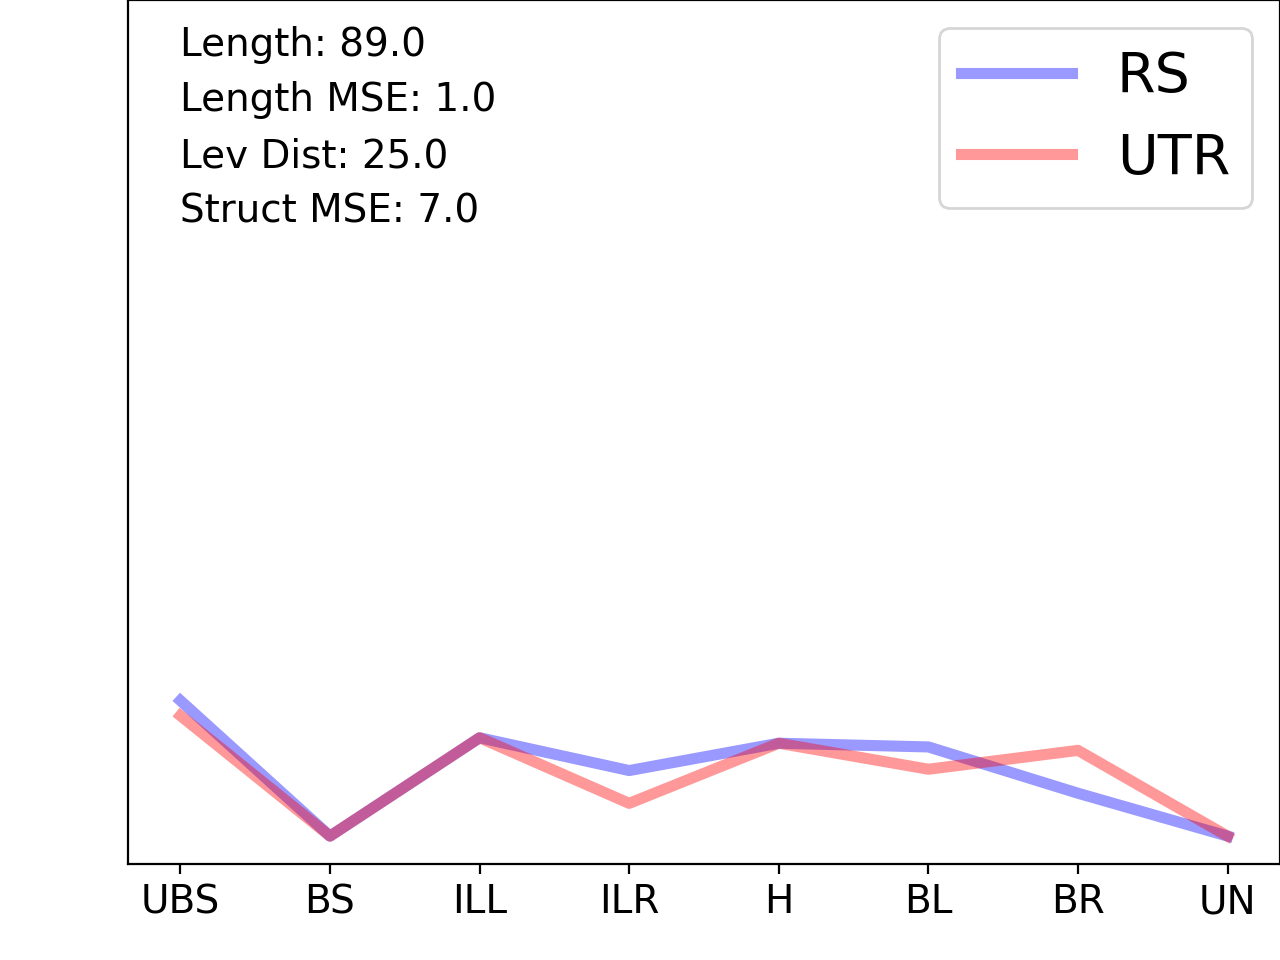 Length: 89.0
Length MSE: 1.0
Lev Dist: 25.0
Struct MSE: 7.0
RS
UTR
UBS BS ILL ILR H BL BR UN